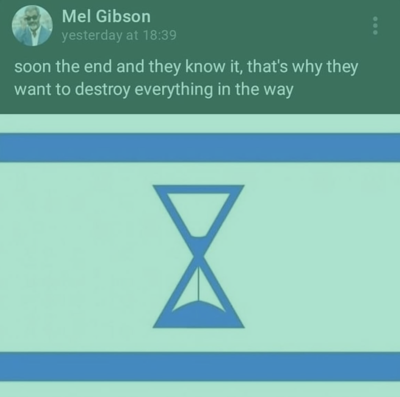 Mel Gibson
yesterday at 18:39
soon the end and they know it, that's why they
want to destroy everything in the way